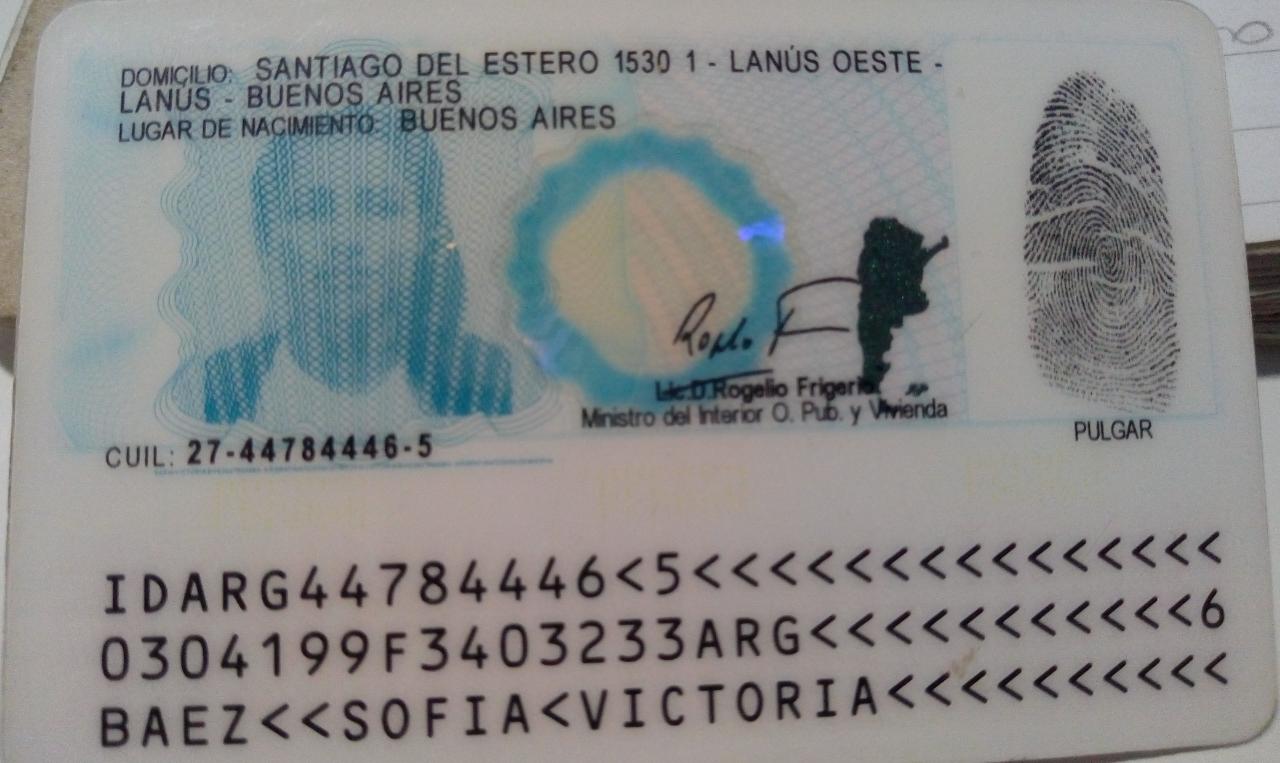 DOMICILIO: SANTIAGO DEL ESTERO 1530 1 - LANÚS OESTE -
LANUS - BUENOS AIRES
LUGAR DE NACIMIENTO: BUENOS AIRES
Lic.D.Rogelio Frigerio
Ministro del Interior O. Pub. y Vivienda
PULGAR
CUIL: 27-44784446-5
IDARG44784446<5<<<<<<<<<<<<<<<
0304199F3403233ARG<<<<<<<<<<<6
BAEZ<<SOFIA<VICTORIA<<<<<<<<<<